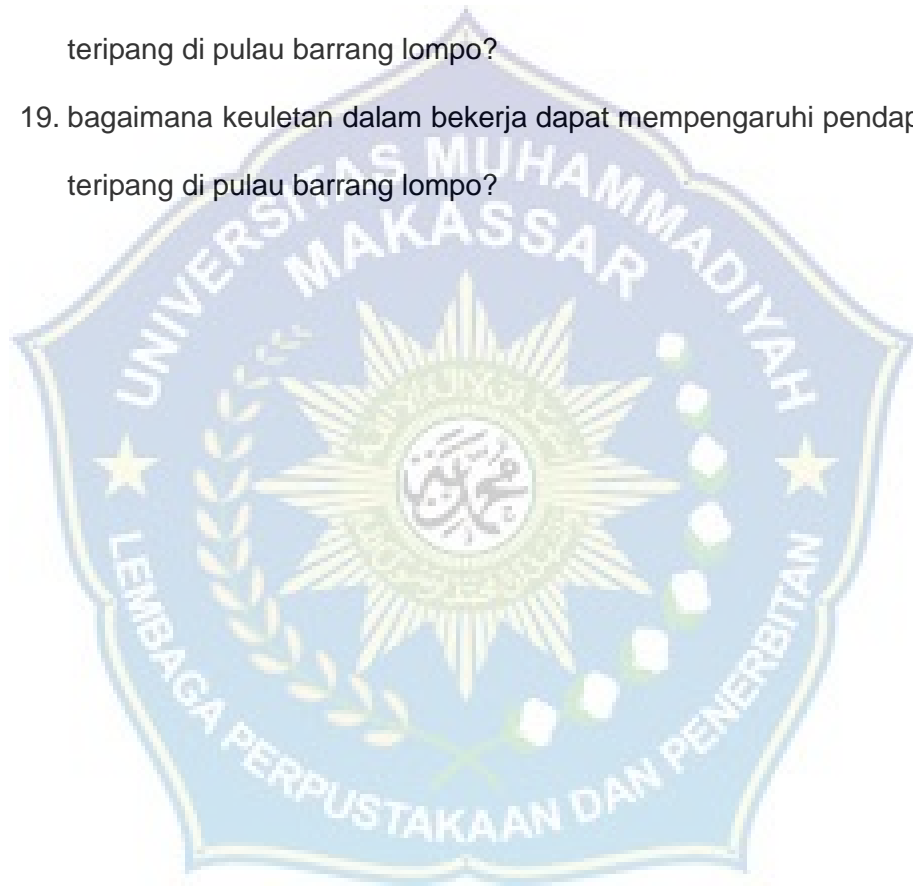 teripang di pulau barrang lompo?
19. bagaimana keuletan dalam bekerja dapat mempengaruhi
teripang di pulau barrang lompo?
UNIVERSITAS MUHAMMADIYAH
MAKASSAR
LEMBAGA PERPUSTAKAAN DAN PENERBITAN